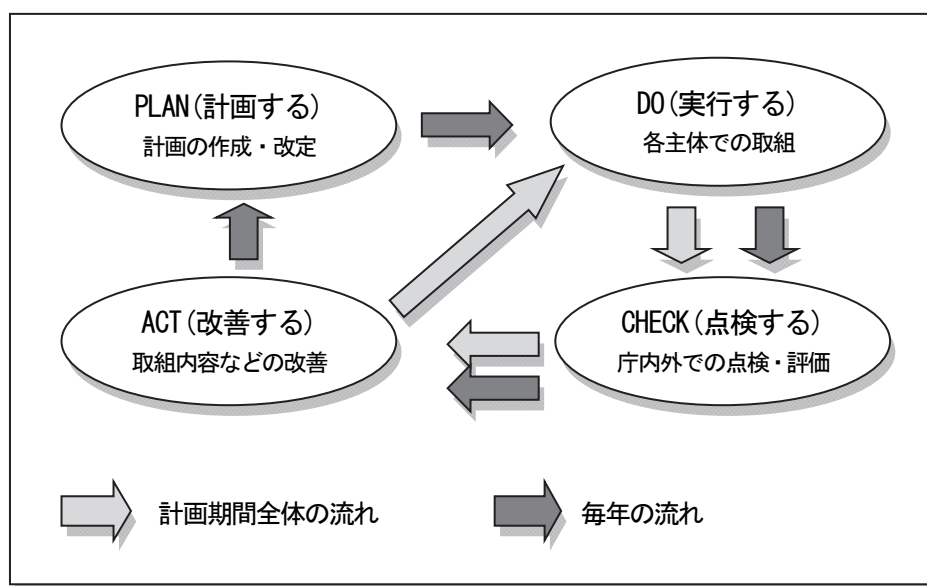 PLAN(計画する)
計画の作成・改定
DO(実行する)
各主体での取組
ACT(改善する)
取組内容などの改善
CHECK(点検する)
庁内外での点検・評価
計画期間全体の流れ
毎年の流れ